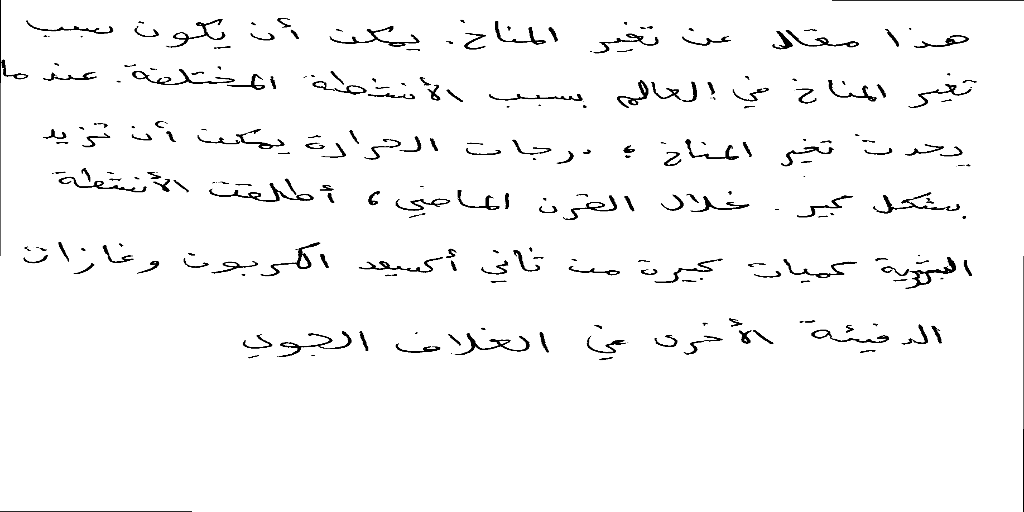 هذا مقال عن تغير المناخ. يمكن أن يكون سبب
تغير المناخ في العالم بسبب الأنشطة المختلفة. عندما
يحدث تغير المناخ ، درجات الحرارة يمكن أن تزيد
بشكل كبير. خلال القرن الماضي ، أطلقت الأنشطة
البشرية كميات كبيرة من ثاني أكسيد الكربون وغازات
الدفيئة الأخرى في الغلاف الجوي